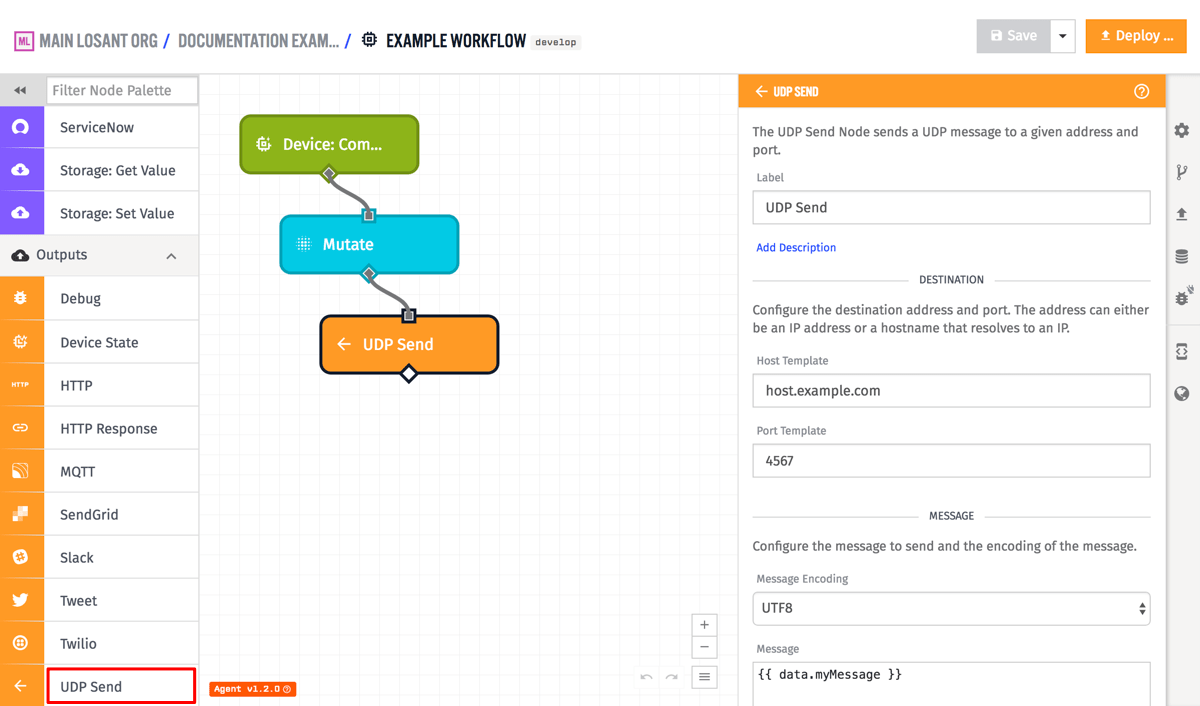 ML MAIN LOSANT ORG / DOCUMENTATION EXAM... / EXAMPLE WORKFLOW develop
Save
Deploy ...
Filter Node Palette
ServiceNow
Storage: Get Value
Storage: Set Value
Outputs
Debug
Device State
HTTP HTTP
HTTP Response
MQTT
SendGrid
Slack
Tweet
Twilio
UDP Send
Device: Com...
Mutate
UDP Send
Agent v1.2.0
UDP SEND
The UDP Send Node sends a UDP message to a given address and
port.
Label
UDP Send
Add Description
DESTINATION
Configure the destination address and port. The address can either
be an IP address or a hostname that resolves to an IP.
Host Template
host.example.com
Port Template
4567
MESSAGE
Configure the message to send and the encoding of the message.
Message Encoding
UTF8
Message
{{ data.myMessage }}